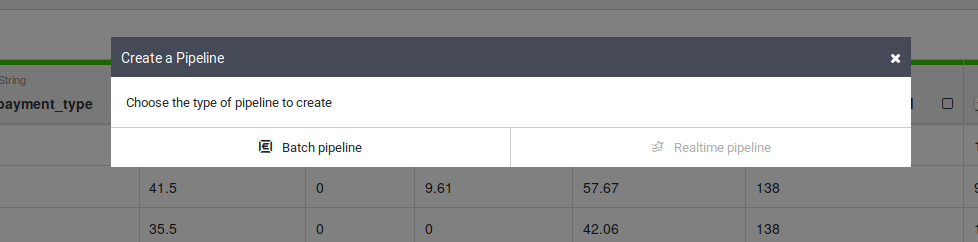 Create a Pipeline
String
payment_type
Choose the type of pipeline to create
Batch pipeline
Realtime pipeline
41.5 0 9.61 57.67 138
35.5 0 0 42.06 138